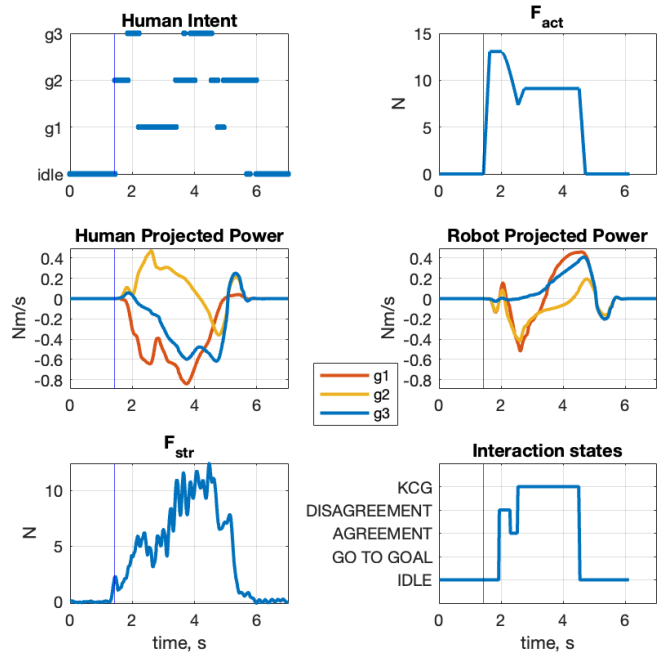 Human Intent
g3
g2
g1
idle
0 2 4 6
F_act
N
15
10
5
0
0 2 4 6
Human Projected Power
Nm/s
0.4
0.2
0
-0.2
-0.4
-0.6
-0.8
0 2 4 6
Robot Projected Power
Nm/s
0.4
0.2
0
-0.2
-0.4
-0.6
-0.8
0 2 4 6
g1
g2
g3
F_str
N
10
5
0
0 2 4 6
time, s
Interaction states
KCG
DISAGREEMENT
AGREEMENT
GO TO GOAL
IDLE
0 2 4 6
time, s